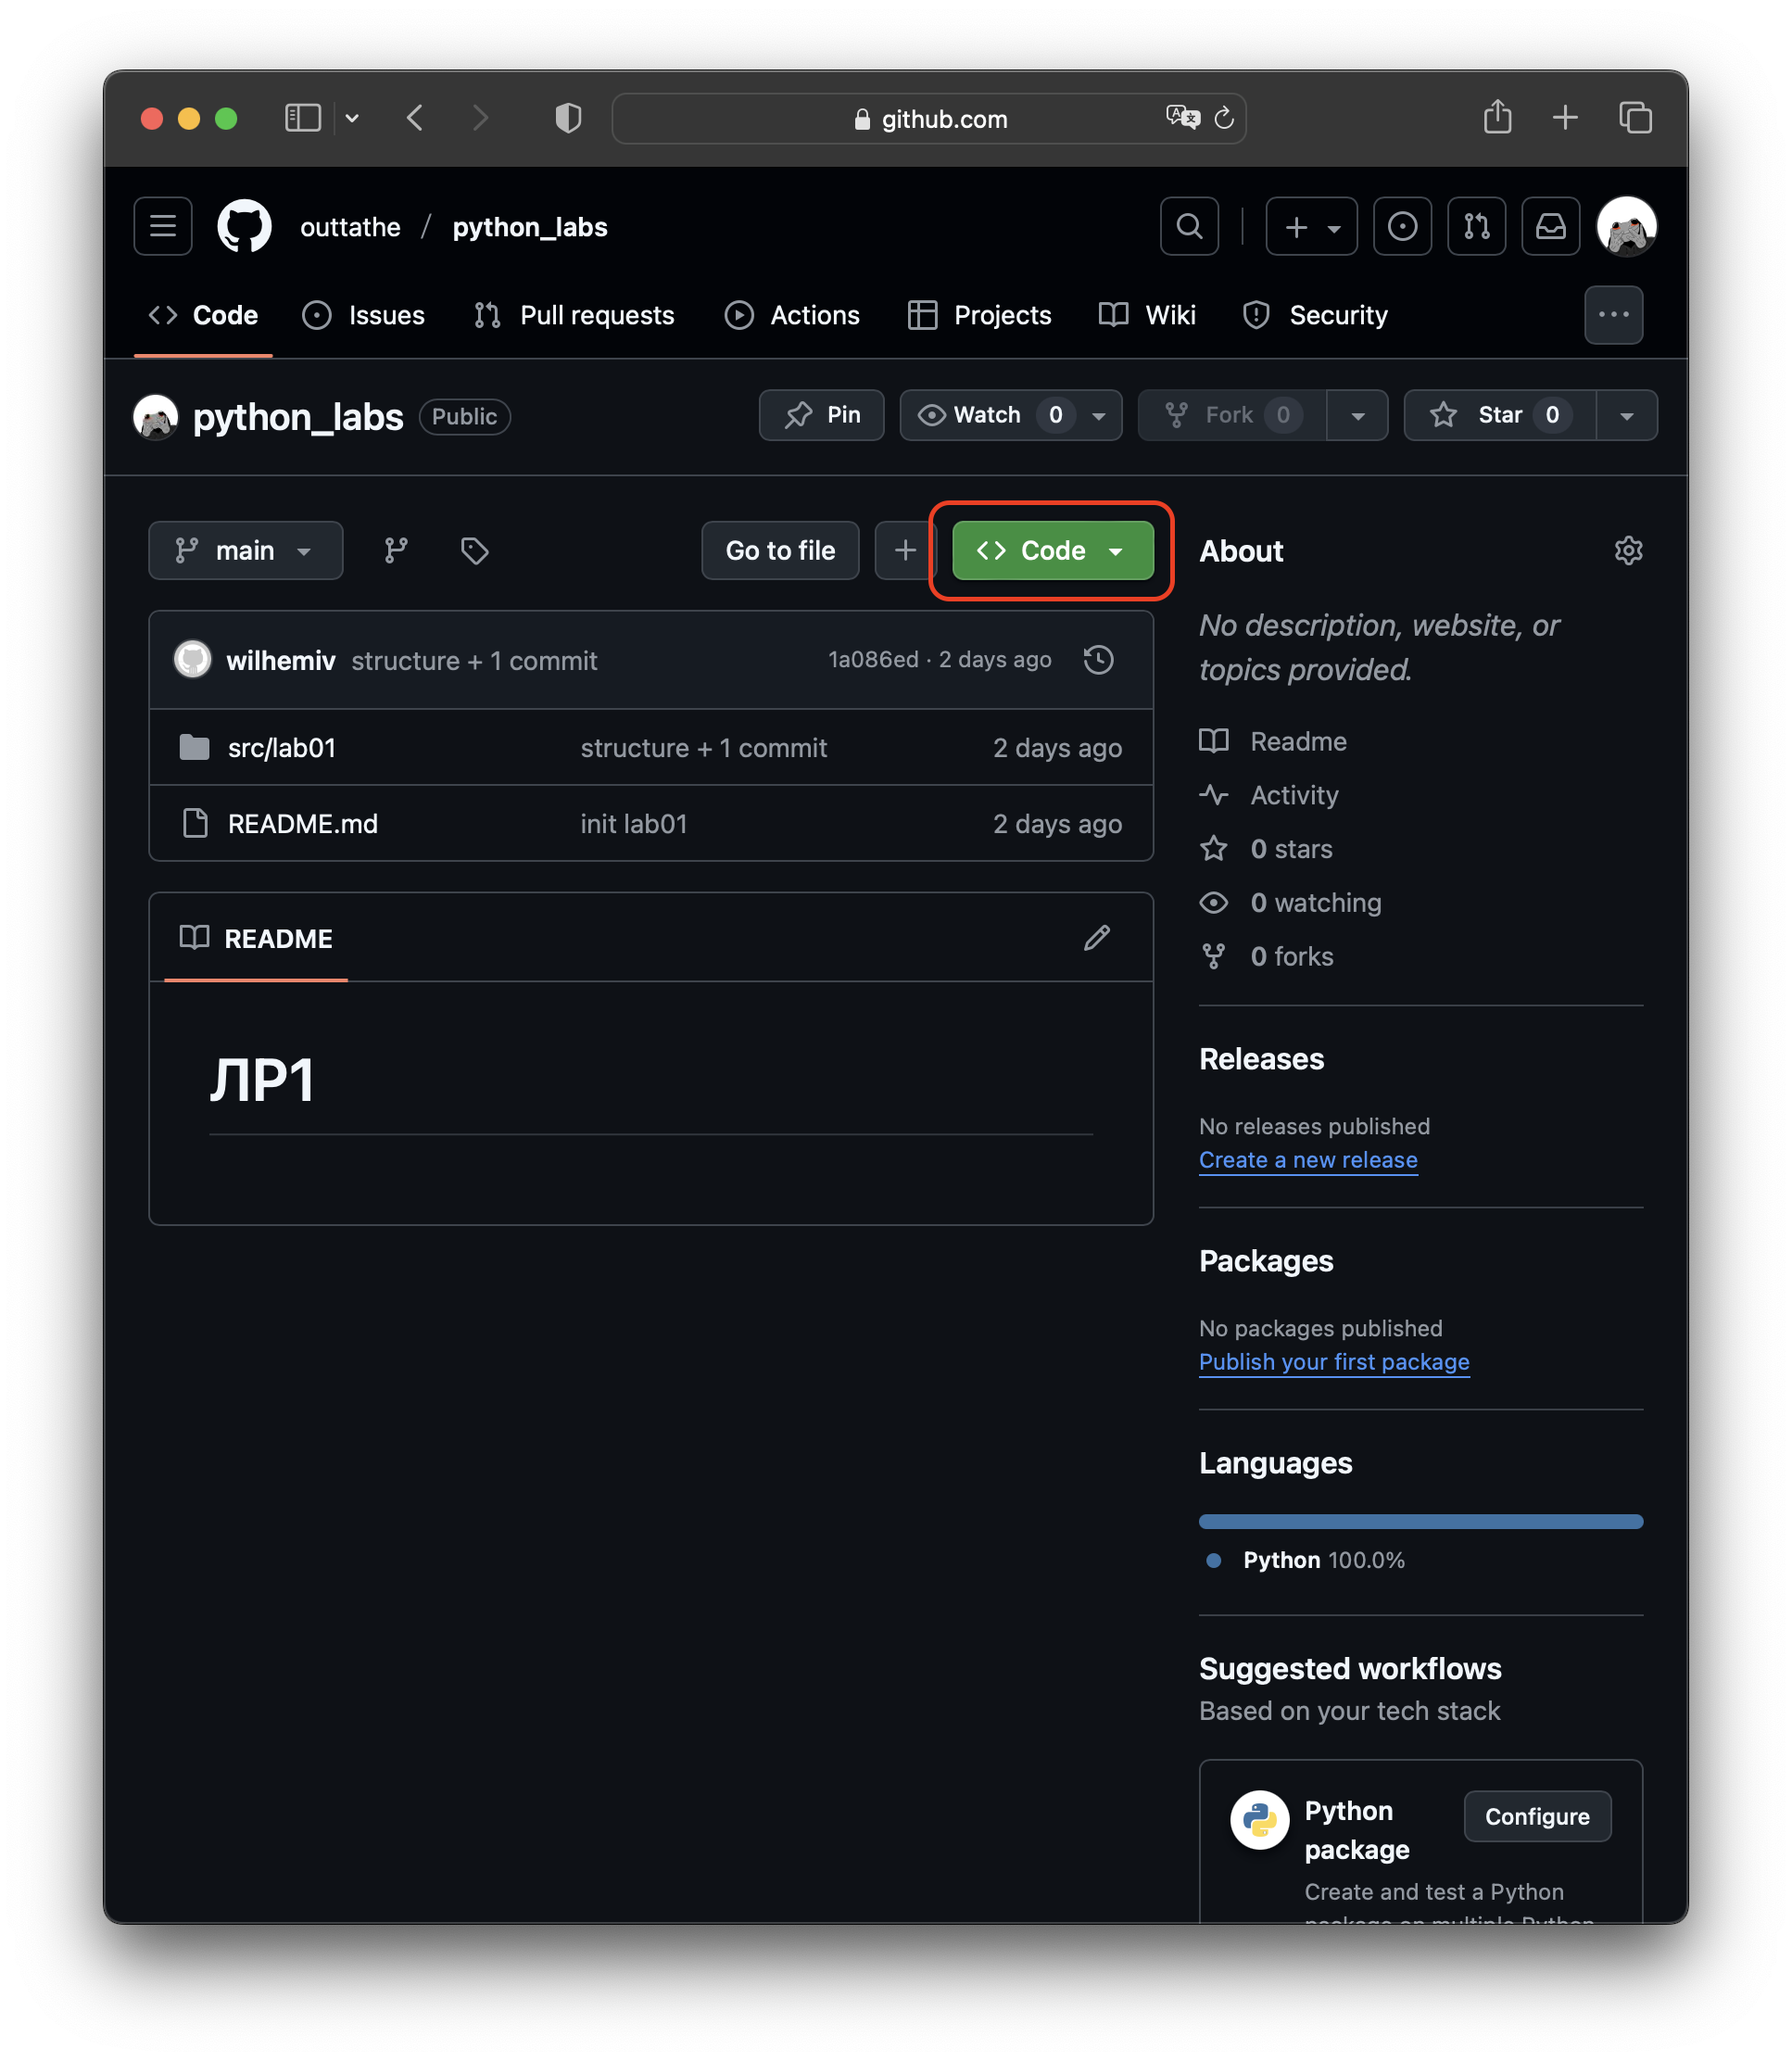 github.com
outtathe / python_labs
Code Issues Pull requests Actions Projects Wiki Security
python_labs Public Pin Watch 0 Fork 0 Star 0
main Go to file Code
wilhemiv structure + 1 commit 1a086ed · 2 days ago
src/lab01 structure + 1 commit 2 days ago
README.md init lab01 2 days ago
README
ЛР1
About
No description, website, or
topics provided.
Readme
Activity
0 stars
0 watching
0 forks
Releases
No releases published
Create a new release
Packages
No packages published
Publish your first package
Languages
Python 100.0%
Suggested workflows
Based on your tech stack
Python
package
Configure
Create and test a Python
package on multiple Python